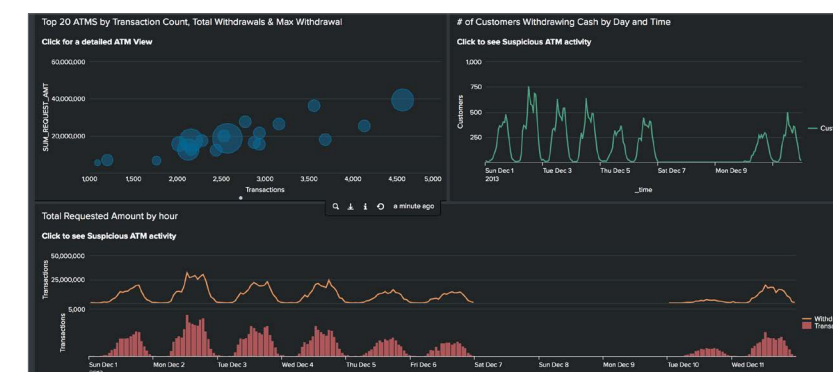 Top 20 ATMS by Transaction Count, Total Withdrawals & Max Withdrawal
Click for a detailed ATM View
60,000,000
40,000,000
20,000,000
SUM_REQUEST_AMT
1,000 1,500 2,000 2,500 3,000 3,500 4,000 4,500 5,000
Transactions
# of Customers Withdrawing Cash by Day and Time
Click to see Suspicious ATM activity
1,000
750
500
250
Customers
Sun Dec 1 Tue Dec 3 Thu Dec 5 Sat Dec 7 Mon Dec 9
2013
_time
Cus
a minute ago
Total Requested Amount by hour
Click to see Suspicious ATM activity
50,000,000
25,000,000
Transactions
5,000
Transactions
Withd
Transa
Sun Dec 1 Mon Dec 2 Tue Dec 3 Wed Dec 4 Thu Dec 5 Fri Dec 6 Sat Dec 7 Sun Dec 8 Mon Dec 9 Tue Dec 10 Wed Dec 11